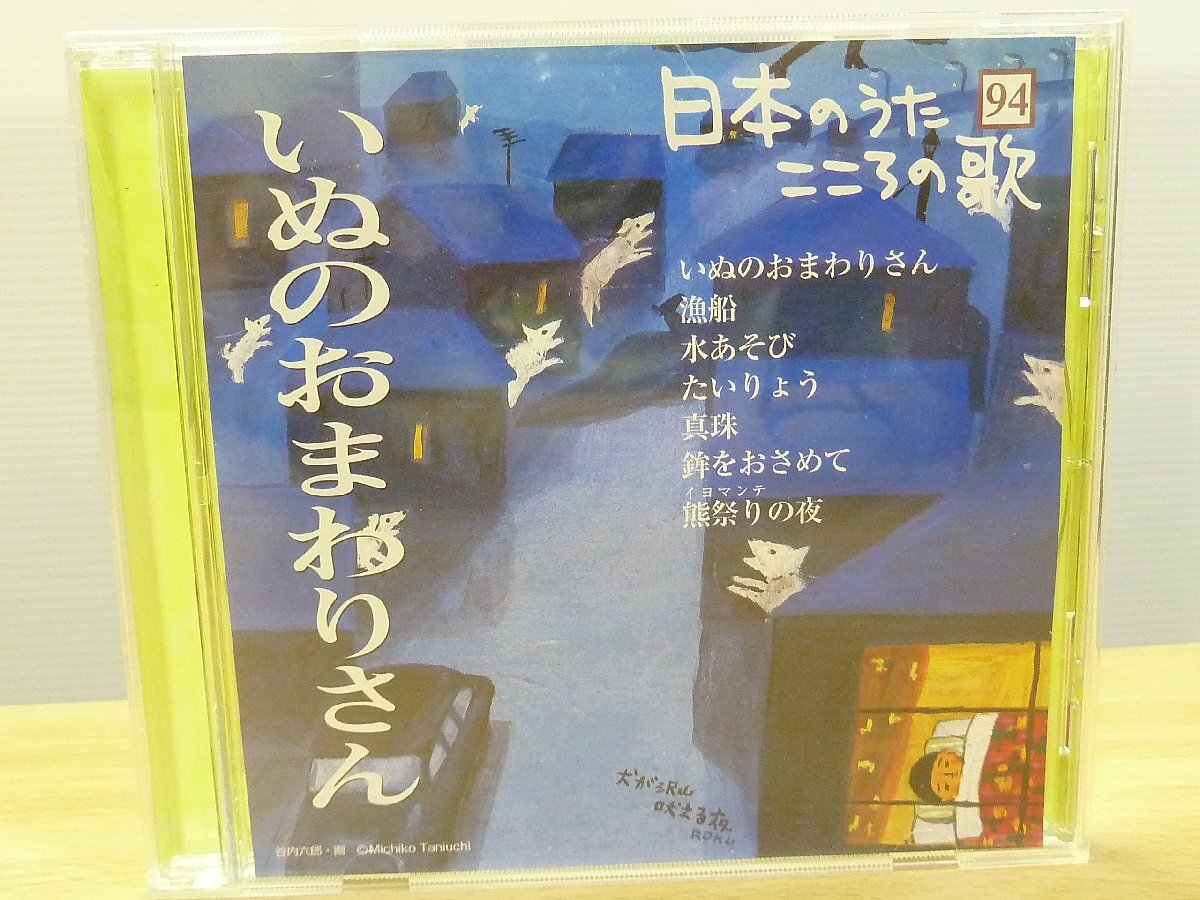 日本のうた
こころの歌
94
いぬのおまわりさん
いぬのおまわりさん
漁船
水あそび
たいりょう
真珠
鉾をおさめて
イヨマンテ
熊祭りの夜
犬が沢山
吠える夜
ROKU
谷内六郎・画 ©Michiko Taniuchi